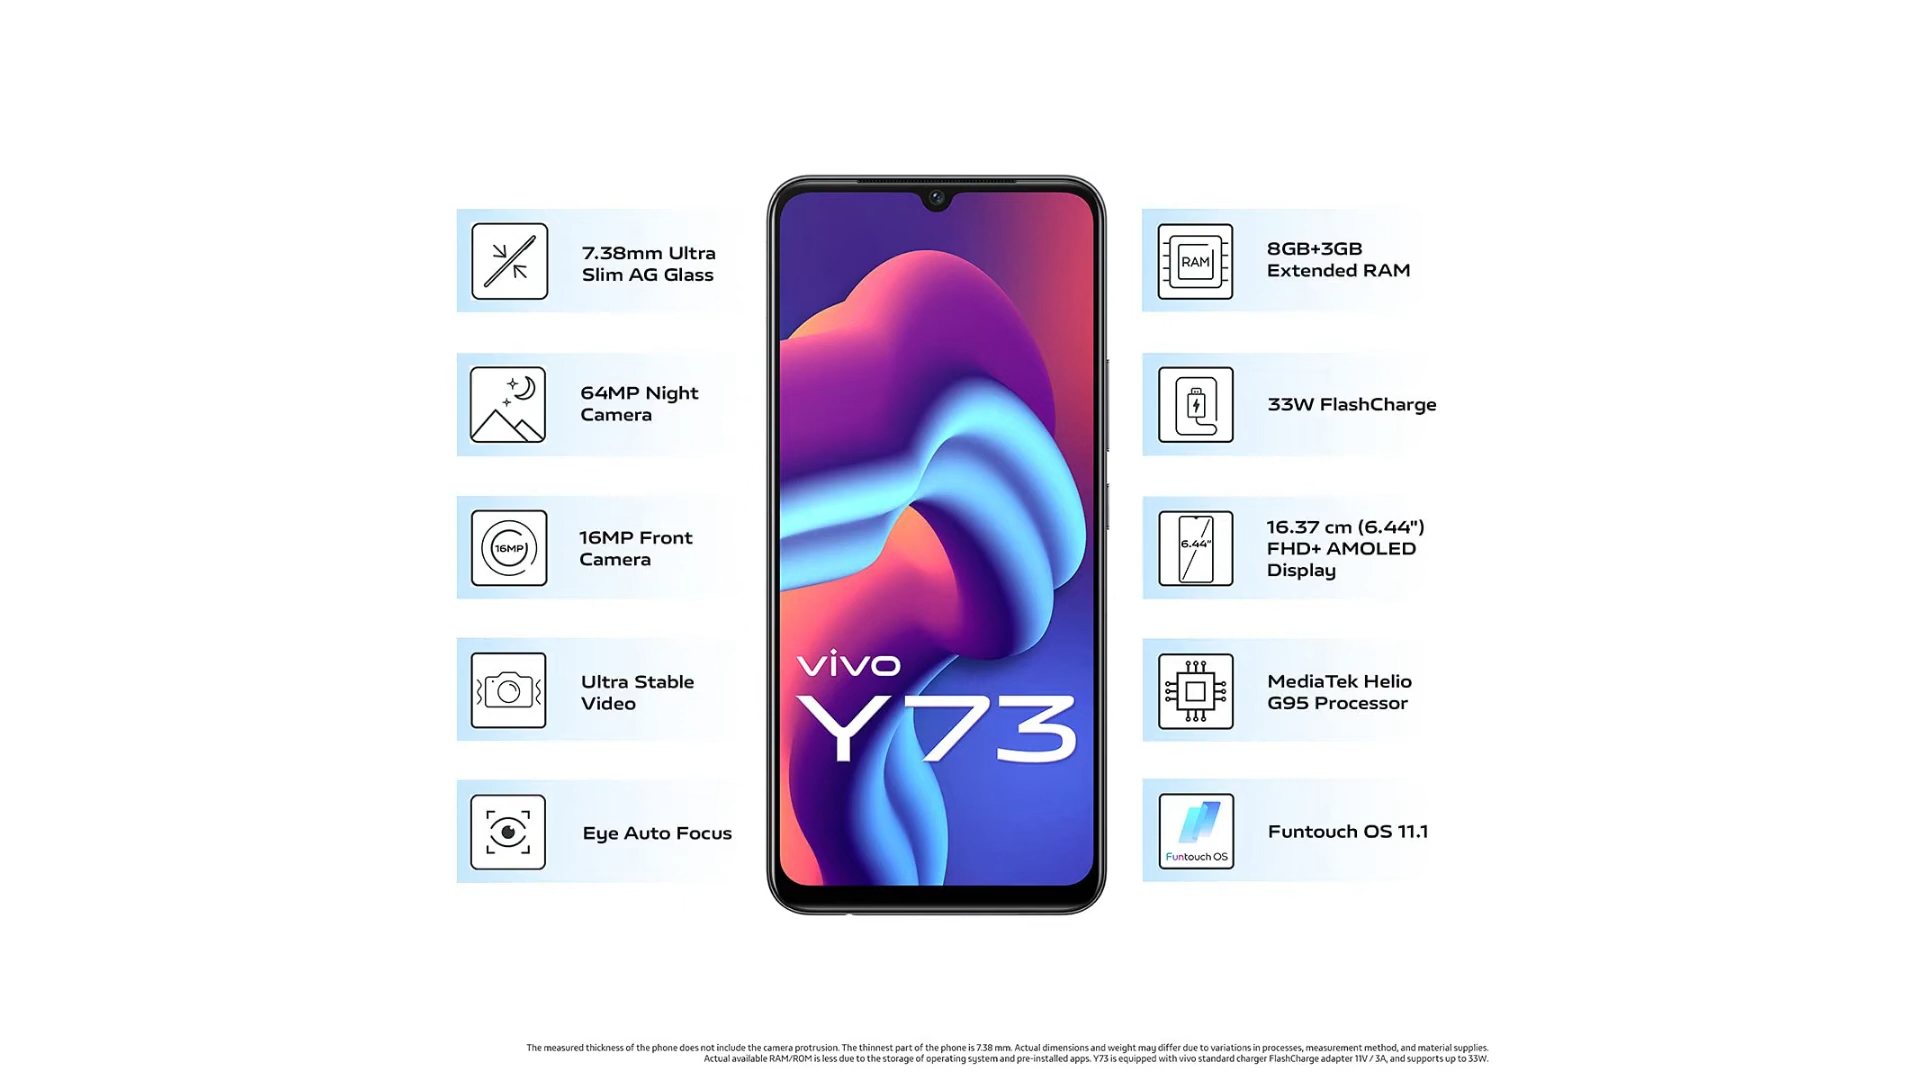 7.38mm Ultra
Slim AG Glass
64MP Night
Camera
16MP
16MP Front
Camera
Ultra Stable
Video
Eye Auto Focus
vivo
Y73
RAM
8GB+3GB
Extended RAM
33W FlashCharge
6.44"
16.37 cm (6.44")
FHD+ AMOLED
Display
MediaTek Helio
G95 Processor
Funtouch OS
Funtouch OS 11.1
The measured thickness of the phone does not include the camera protrusion. The thinnest part of the phone is 7.38 mm. Actual dimensions and weight may differ due to variations in processes, measurement method, and material supplies.
Actual available RAM/ROM is less due to the storage of operating system and pre-installed apps. Y73 is equipped with vivo standard charger FlashCharge adapter 11V / 3A, and supports up to 33W.